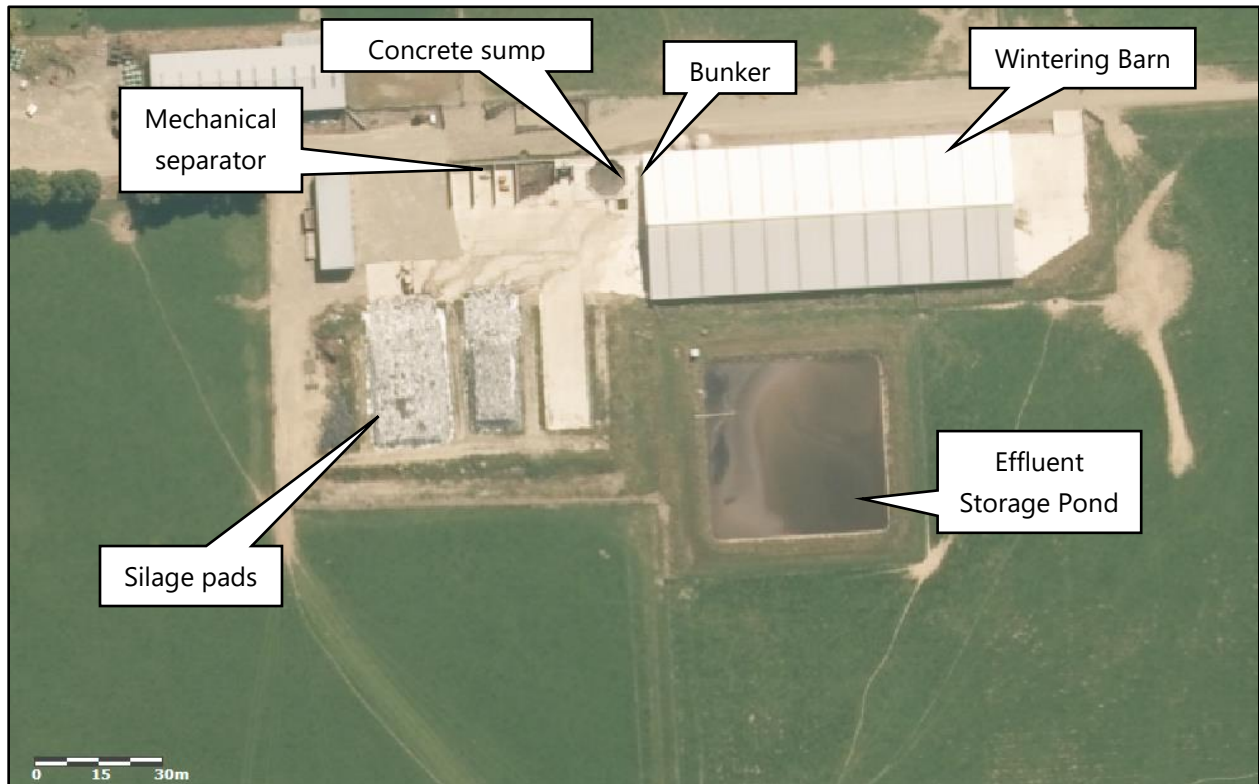 Concrete sump
Bunker
Wintering Barn
Mechanical
separator
Effluent
Storage Pond
Silage pads
0 15 30m